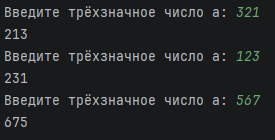 Введите трёхзначное число a: 321
213
Введите трёхзначное число a: 123
231
Введите трёхзначное число a: 567
675